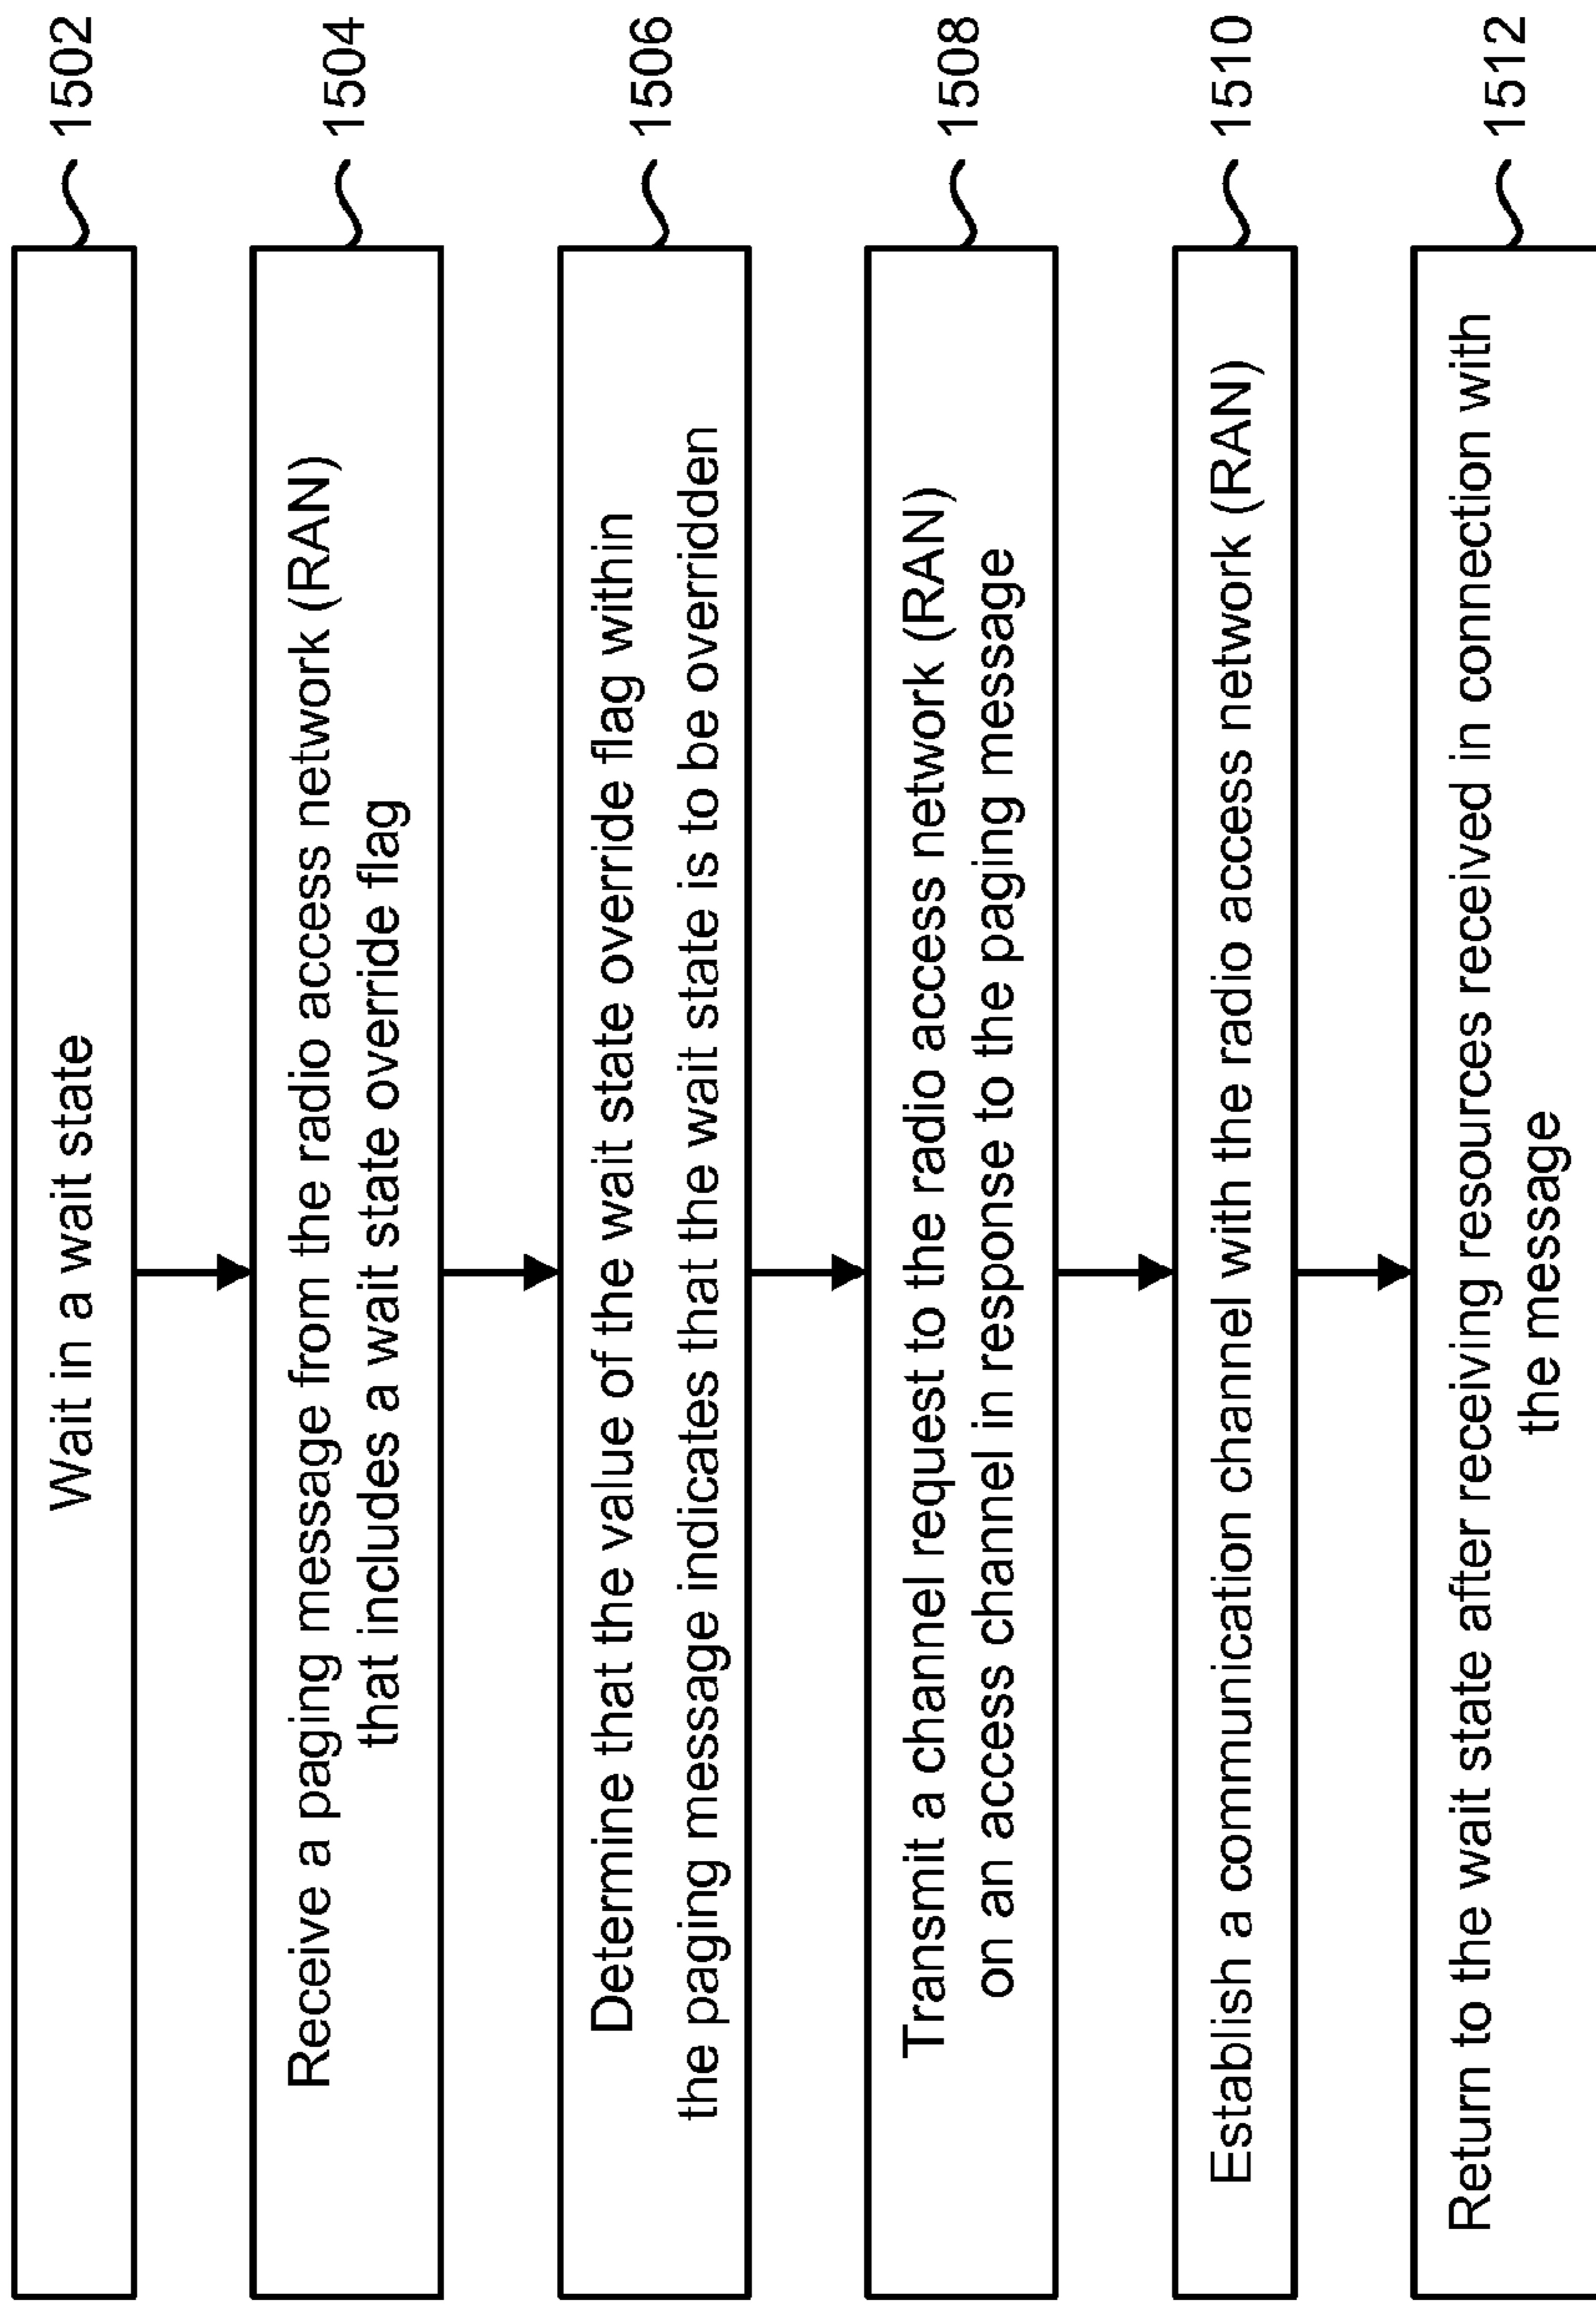 Wait in a wait state
1502
Receive a paging message from the radio access network (RAN)
that includes a wait state override flag
1504
Determine that the value of the wait state override flag within
the paging message indicates that the wait state is to be overridden
1506
Transmit a channel request to the radio access network (RAN)
on an access channel in response to the paging message
1508
Establish a communication channel with the radio access network (RAN)
1510
Return to the wait state after receiving resources received in connection with
the message
1512